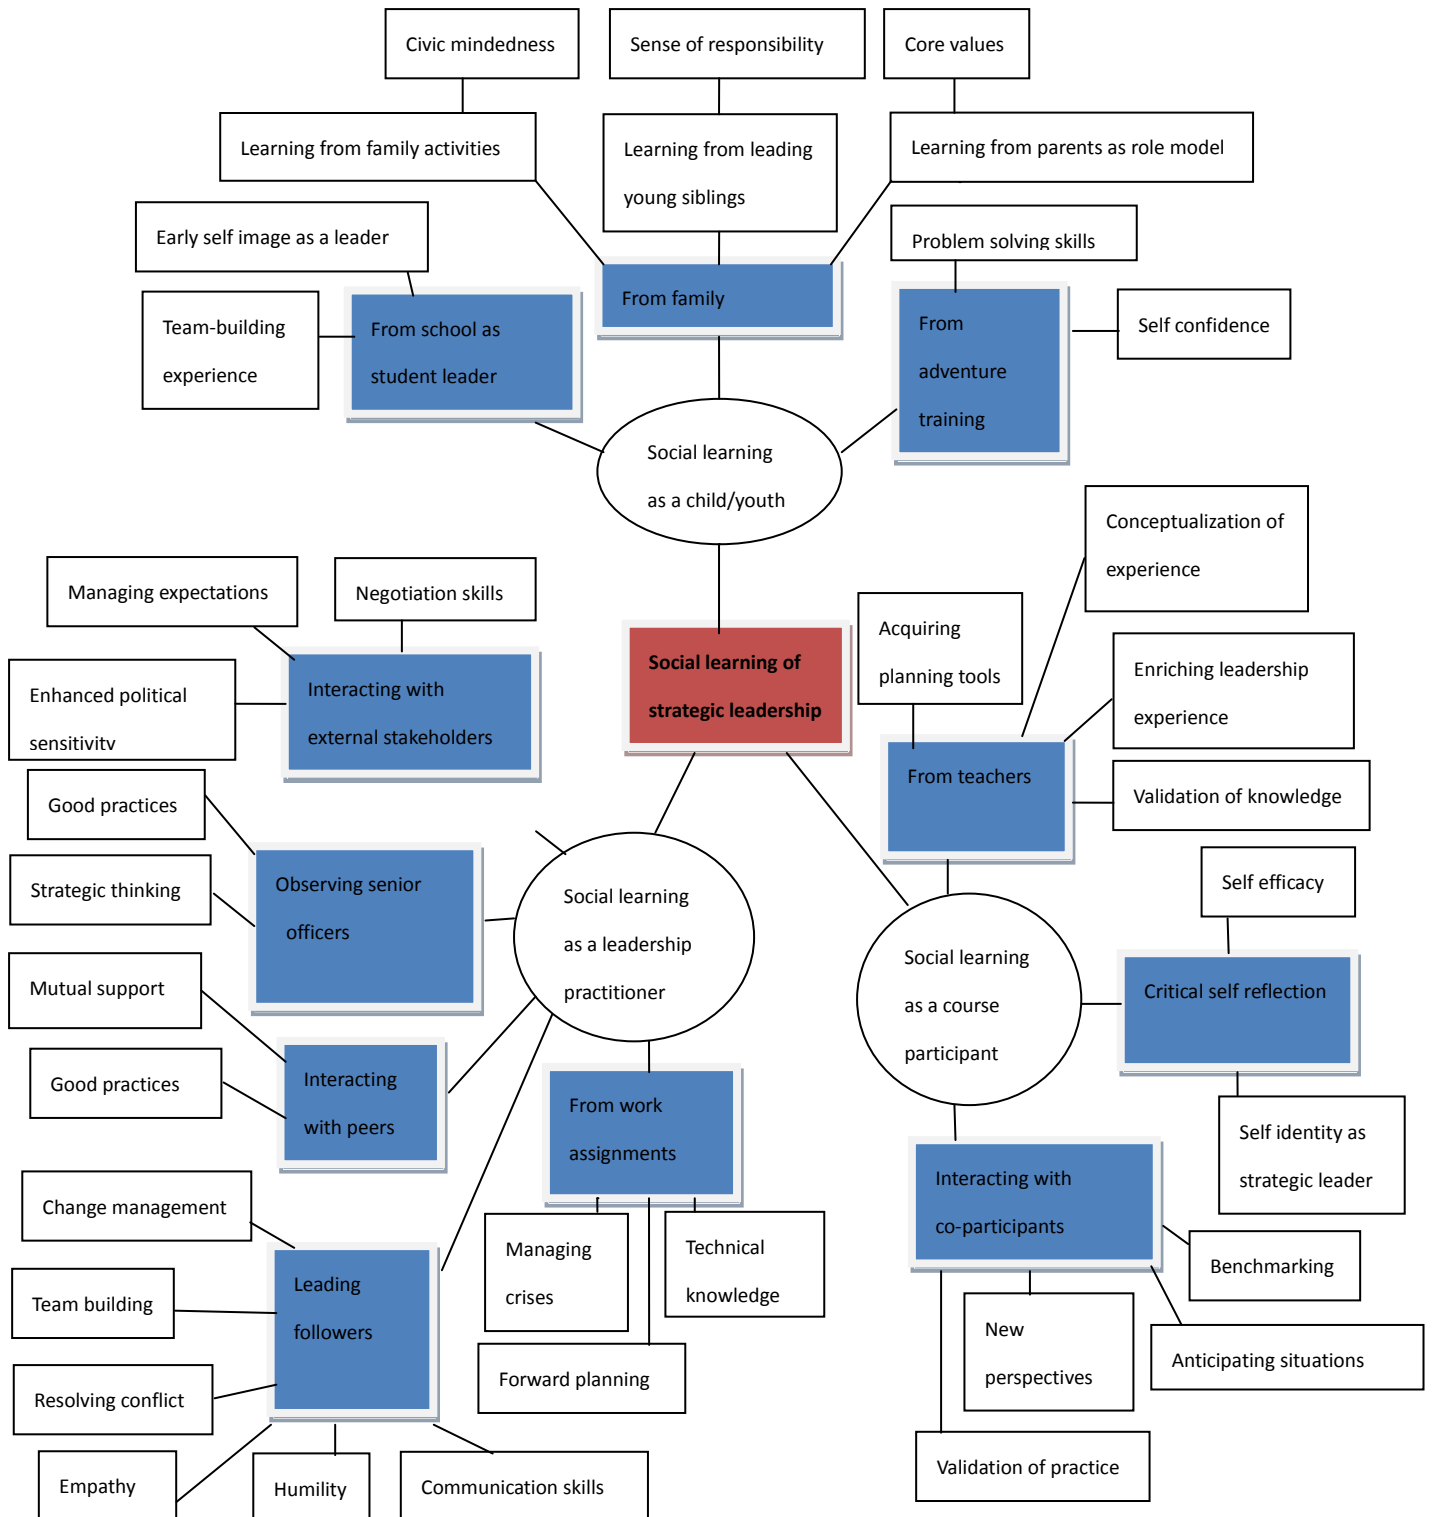 Civic mindedness
Sense of responsibility
Core values
Learning from family activities
Learning from leading
young siblings
Learning from parents as role model
Early self image as a leader
Problem solving skills
Team-building
experience
From school as
student leader
From family
From
adventure
training
Self confidence
Social learning
as a child/youth
Conceptualization of
experience
Managing expectations
Negotiation skills
Acquiring
planning tools
Enhanced political
sensitivity
Interacting with
external stakeholders
Social learning of
strategic leadership
Enriching leadership
experience
From teachers
Validation of knowledge
Good practices
Strategic thinking
Observing senior
officers
Social learning
as a leadership
practitioner
Self efficacy
Social learning
as a course
participant
Critical self reflection
Mutual support
Good practices
Interacting
with peers
From work
assignments
Self identity as
strategic leader
Interacting with
co-participants
Change management
Team building
Resolving conflict
Leading
followers
Managing
crises
Technical
knowledge
Forward planning
Benchmarking
New
perspectives
Anticipating situations
Validation of practice
Empathy
Humility
Communication skills